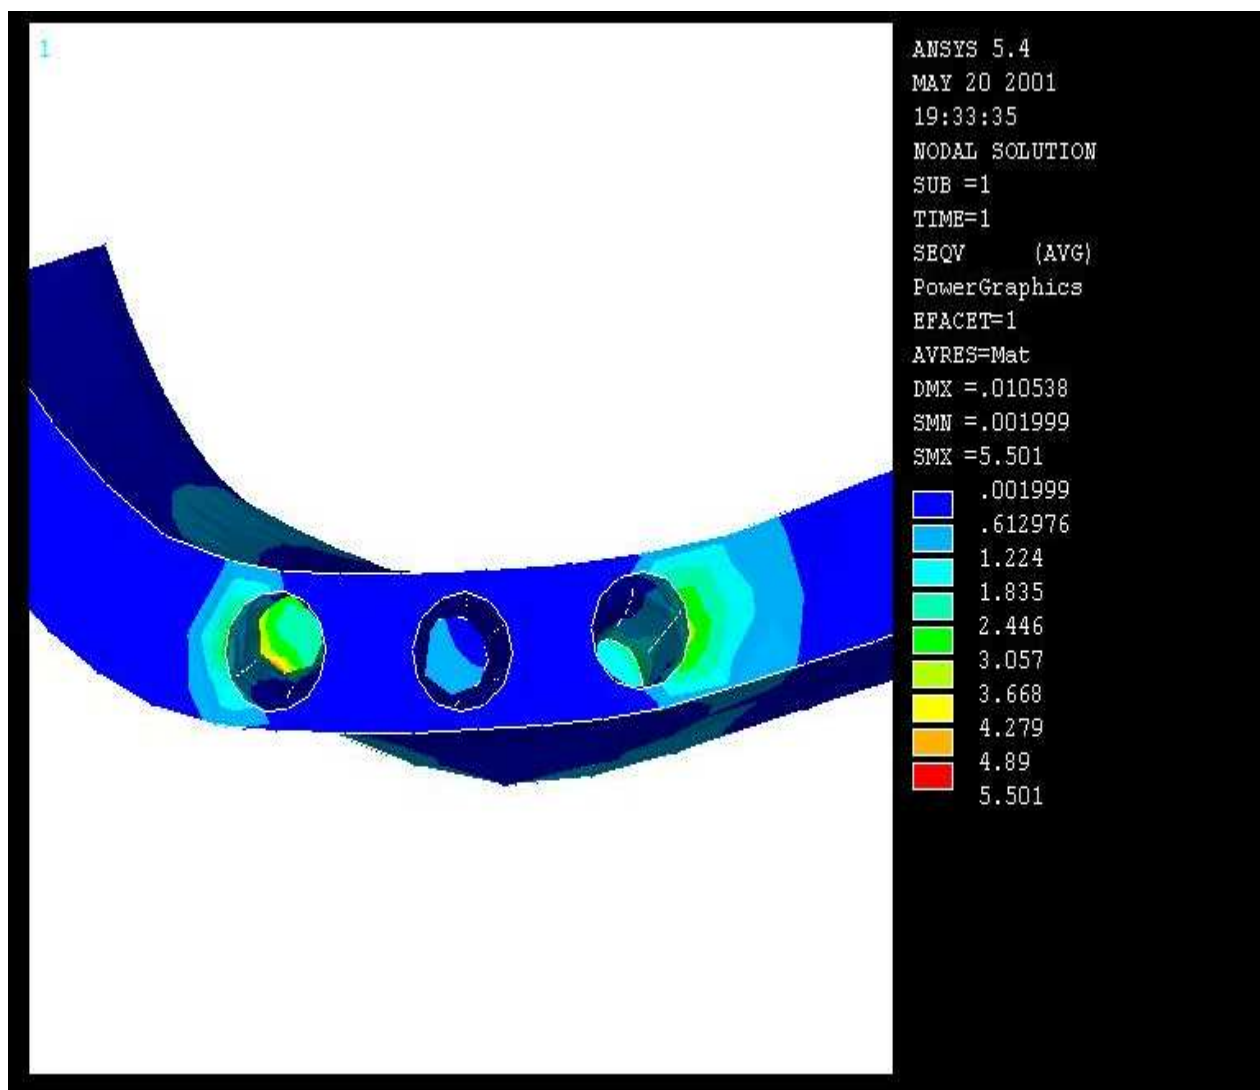 1
ANSYS 5.4
MAY 20 2001
19:33:35
NODAL SOLUTION
SUB =1
TIME=1
SEQV (AVG)
PowerGraphics
EFACET=1
AVRES=Mat
DMX =.010538
SMN =.001999
SMX =5.501
.001999
.612976
1.224
1.835
2.446
3.057
3.668
4.279
4.89
5.501